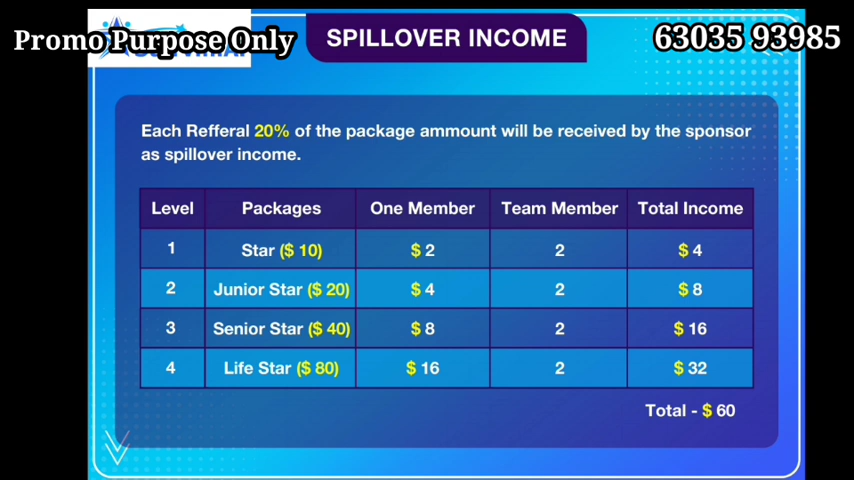 Promo Purpose Only
SPILLOVER INCOME
63035 93985
Each Refferal 20% of the package ammount will be received by the sponsor
as spillover income.
Level Packages One Member Team Member Total Income
1 Star ($ 10) $ 2 2 $ 4
2 Junior Star ($ 20) $ 4 2 $ 8
3 Senior Star ($ 40) $ 8 2 $ 16
4 Life Star ($ 80) $ 16 2 $ 32
Total - $ 60